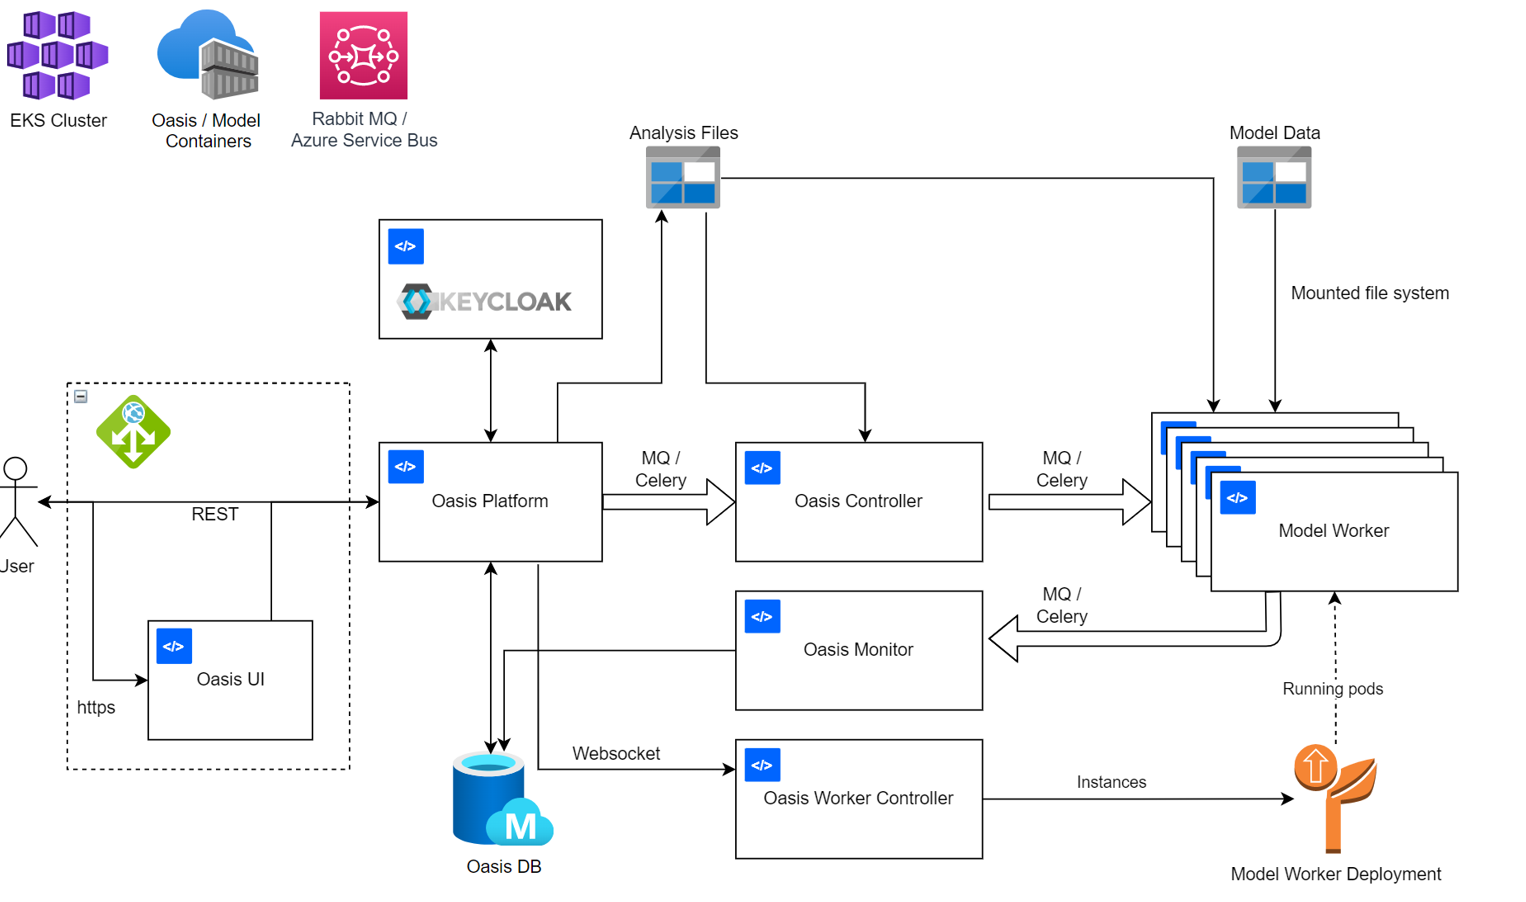 EKS Cluster
Oasis / Model
Containers
Rabbit MQ /
Azure Service Bus
Analysis Files
Model Data
</>
KEYCLOAK
Mounted file system
</>
Oasis Platform
MQ /
Celery
</>
Oasis Controller
MQ /
Celery
</>
Model Worker
User
REST
</>
Oasis UI
https
</>
Oasis Monitor
MQ /
Celery
Running pods
Websocket
</>
Oasis Worker Controller
Instances
M
Oasis DB
Model Worker Deployment